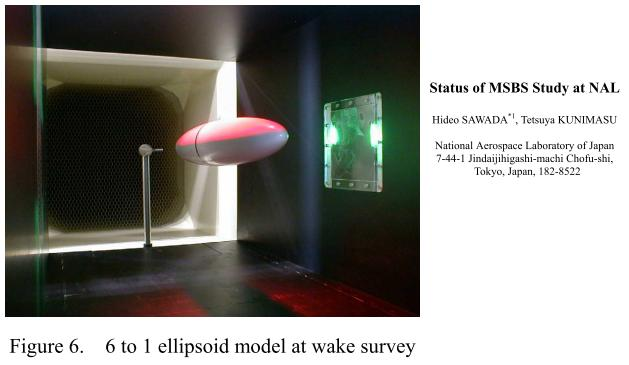 Status of MSBS Study at NAL
Hideo SAWADA*1, Tetsuya KUNIMASU
National Aerospace Laboratory of Japan
7-44-1 Jindaijihigashi-machi Chofu-shi,
Tokyo, Japan, 182-8522
Figure 6. 6 to 1 ellipsoid model at wake survey